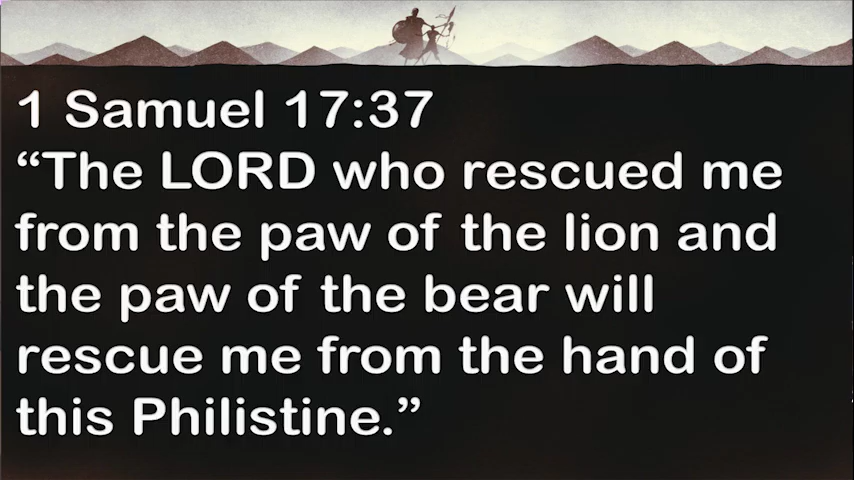 1 Samuel 17:37
“The LORD who rescued me
from the paw of the lion and
the paw of the bear will
rescue me from the hand of
this Philistine.”